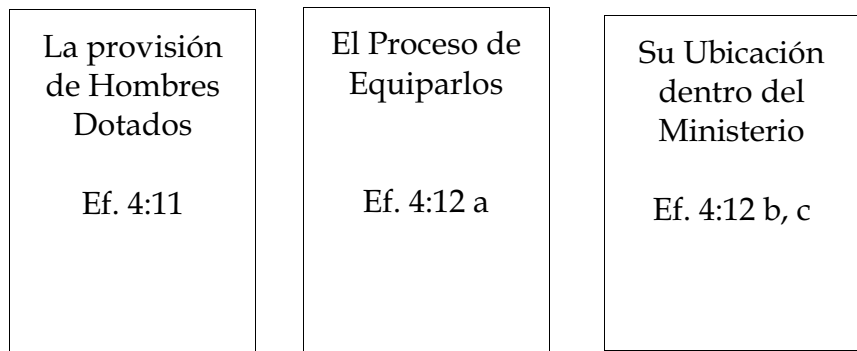 La provisión
de Hombres
Dotados
Ef. 4:11
El Proceso de
Equiparlos
Ef. 4:12 a
Su Ubicación
dentro del
Ministerio
Ef. 4:12 b, c